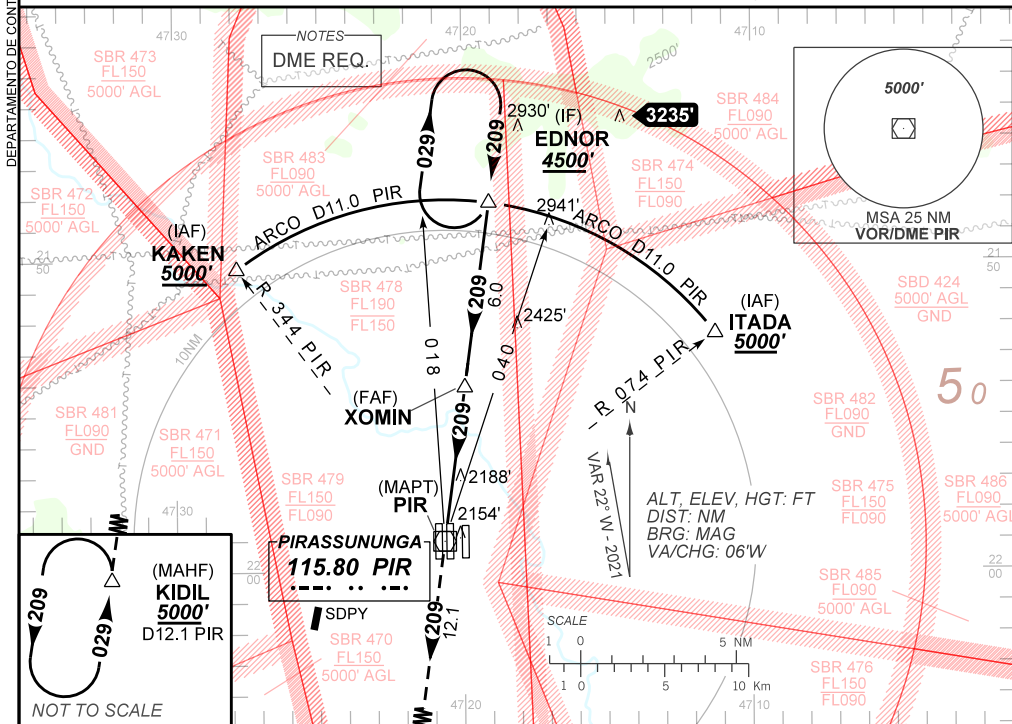 DEPARTAMENTO DE CONT
47 30
47 10
NOTES
DME REQ.
2500'
SBR 473
FL150
5000' AGL
5000'
MSA 25 NM
VOR/DME PIR
2930'
(IF)
EDNOR
4500'
3235'
SBR 484
FL090
5000' AGL
029
209
SBR 483
FL090
5000' AGL
SBR 474
FL150
FL090
SBR 472
FL150
5000' AGL
ARCO D11.0 PIR
2941'
ARCO D11.0 PIR
(IAF)
KAKEN
5000'
21
50
21
50
SBR 478
FL190
FL150
209
6.0
SBD 424
5000' AGL
GND
R 344 PIR
10NM
018
040
2425'
(IAF)
ITADA
5000'
R 074 PIR
(FAF)
XOMIN
209
5 0
SBR 481
FL090
GND
SBR 471
FL150
5000' AGL
SBR 482
FL090
GND
N
VAR 22° W - 2021
SBR 479
FL150
FL090
(MAPT)
PIR
2188'
2154'
SBR 475
FL150
FL090
SBR 486
FL090
5000' AGL
ALT, ELEV, HGT: FT
DIST: NM
BRG: MAG
VA/CHG: 06'W
47 30
PIRASSUNUNGA
115.80 PIR
(MAHF)
KIDIL
5000'
D12.1 PIR
209
029
NOT TO SCALE
22
00
22
00
SBR 485
FL090
5000' AGL
SDPY
209
12.1
SBR 470
FL150
5000' AGL
SCALE
1 0 5 NM
1 0 5 10 Km
SBR 476
FL150
FL090
47 20
47 10